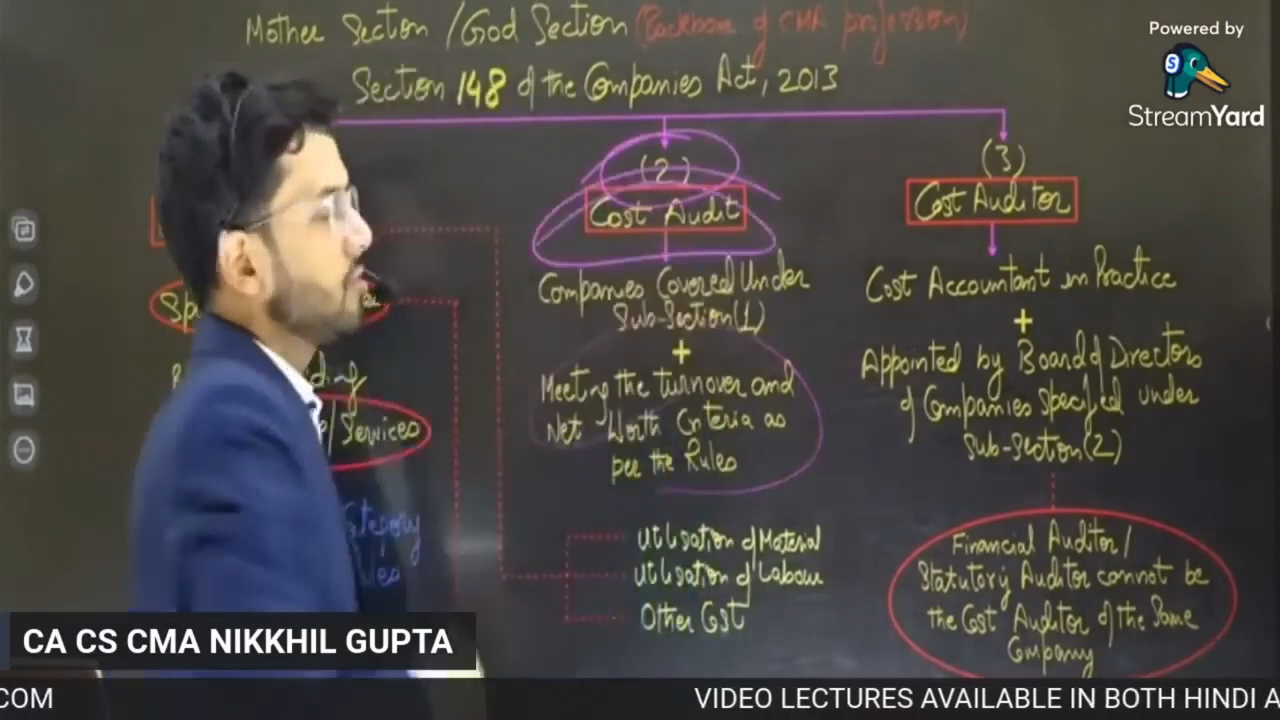 Mother Section / God Section (Backbone of CMA profession)
Section 148 of the Companies Act, 2013
Powered by
StreamYard
(2)
Cost Audit
Companies Covered Under
Sub-Section(1)
+
Meeting the turnover and
Net Worth Criteria as
per the Rules
Utilisation of Material
Utilisation of Labour
Other Cost
(3)
Cost Auditor
Cost Accountant in Practice
+
Appointed by Board of Directors
of Companies specified under
Sub-Section(2)
Financial Auditor/
Statutory Auditor cannot be
the Cost Auditor of the Same
Company
/Services
CA CS CMA NIKKHIL GUPTA
COM
VIDEO LECTURES AVAILABLE IN BOTH HINDI A